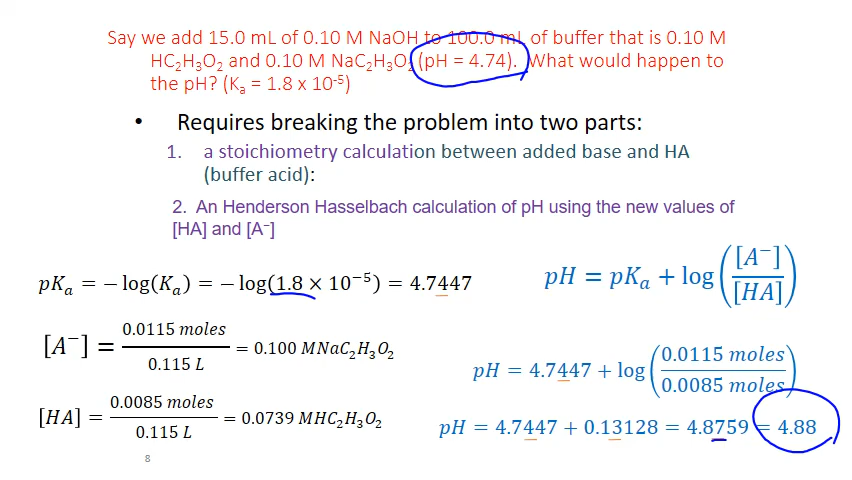 Say we add 15.0 mL of 0.10 M NaOH to 100.0 mL of buffer that is 0.10 M
HC₂H₃O₂ and 0.10 M NaC₂H₃O₂ (pH = 4.74). What would happen to
the pH? (Kₐ = 1.8 x 10⁻⁵)
• Requires breaking the problem into two parts:
1. a stoichiometry calculation between added base and HA
(buffer acid):
2. An Henderson Hasselbach calculation of pH using the new values of
[HA] and [A⁻]
pKₐ = − log(Kₐ) = − log(1.8 × 10⁻⁵) = 4.7447
pH = pKₐ + log([A⁻]/[HA])
[A⁻] = 0.0115 moles / 0.115 L = 0.100 MNaC₂H₃O₂
pH = 4.7447 + log(0.0115 moles / 0.0085 moles)
[HA] = 0.0085 moles / 0.115 L = 0.0739 MHC₂H₃O₂
pH = 4.7447 + 0.13128 = 4.8759 = 4.88
8